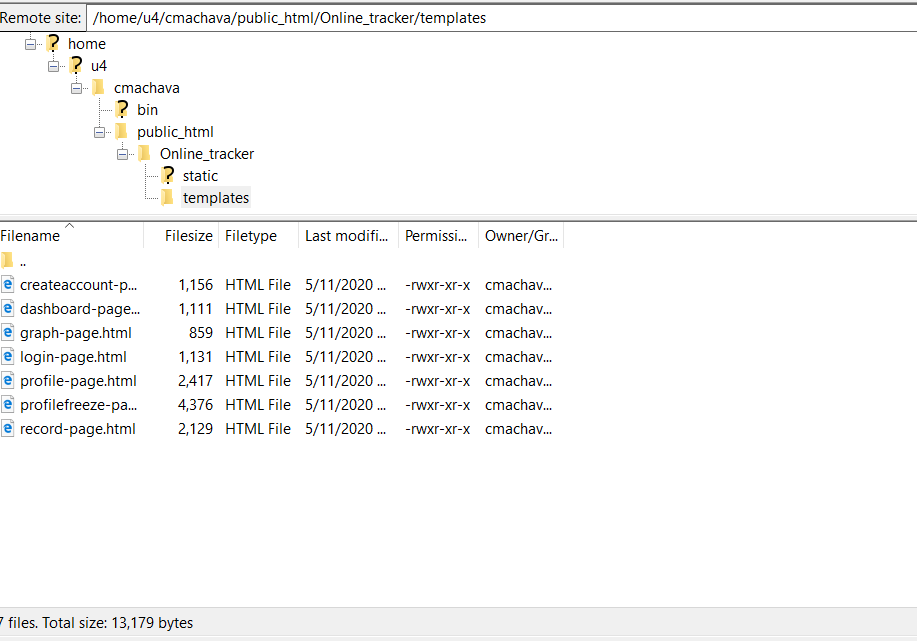 Remote site: /home/u4/cmachava/public_html/Online_tracker/templates
home
u4
cmachava
bin
public_html
Online_tracker
static
templates
Filename Filesize Filetype Last modifi... Permissi... Owner/Gr...
..
createaccount-p... 1,156 HTML File 5/11/2020 ... -rwxr-xr-x cmachav...
dashboard-page... 1,111 HTML File 5/11/2020 ... -rwxr-xr-x cmachav...
graph-page.html 859 HTML File 5/11/2020 ... -rwxr-xr-x cmachav...
login-page.html 1,131 HTML File 5/11/2020 ... -rwxr-xr-x cmachav...
profile-page.html 2,417 HTML File 5/11/2020 ... -rwxr-xr-x cmachav...
profilefreeze-pa... 4,376 HTML File 5/11/2020 ... -rwxr-xr-x cmachav...
record-page.html 2,129 HTML File 5/11/2020 ... -rwxr-xr-x cmachav...
7 files. Total size: 13,179 bytes